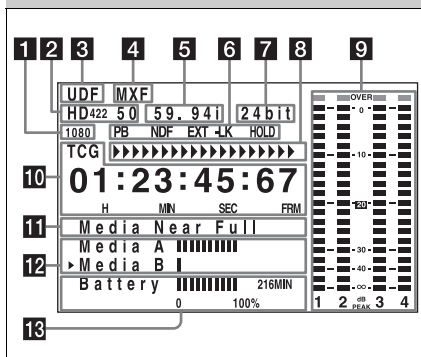 1 2 3 4 5 6 7 8 9
UDF MXF
HD422 50 59.94i 24bit
1080 PB NDF EXT-LK HOLD
TCG
10 01:23:45:67
H MIN SEC FRM
11 Media Near Full
Media A
12 Media B
Battery 216MIN
0 100%
13
OVER
0
-10-
20
-30-
-40-
∞
1 2 dB PEAK 3 4